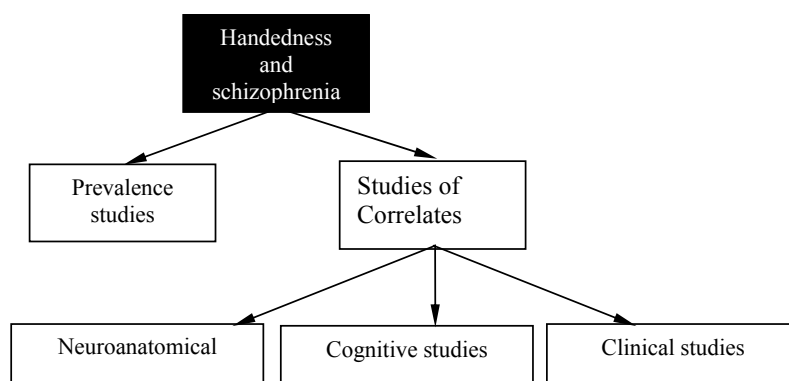 Handedness
and
schizophrenia
Prevalence
studies
Studies of
Correlates
Neuroanatomical
Cognitive studies
Clinical studies